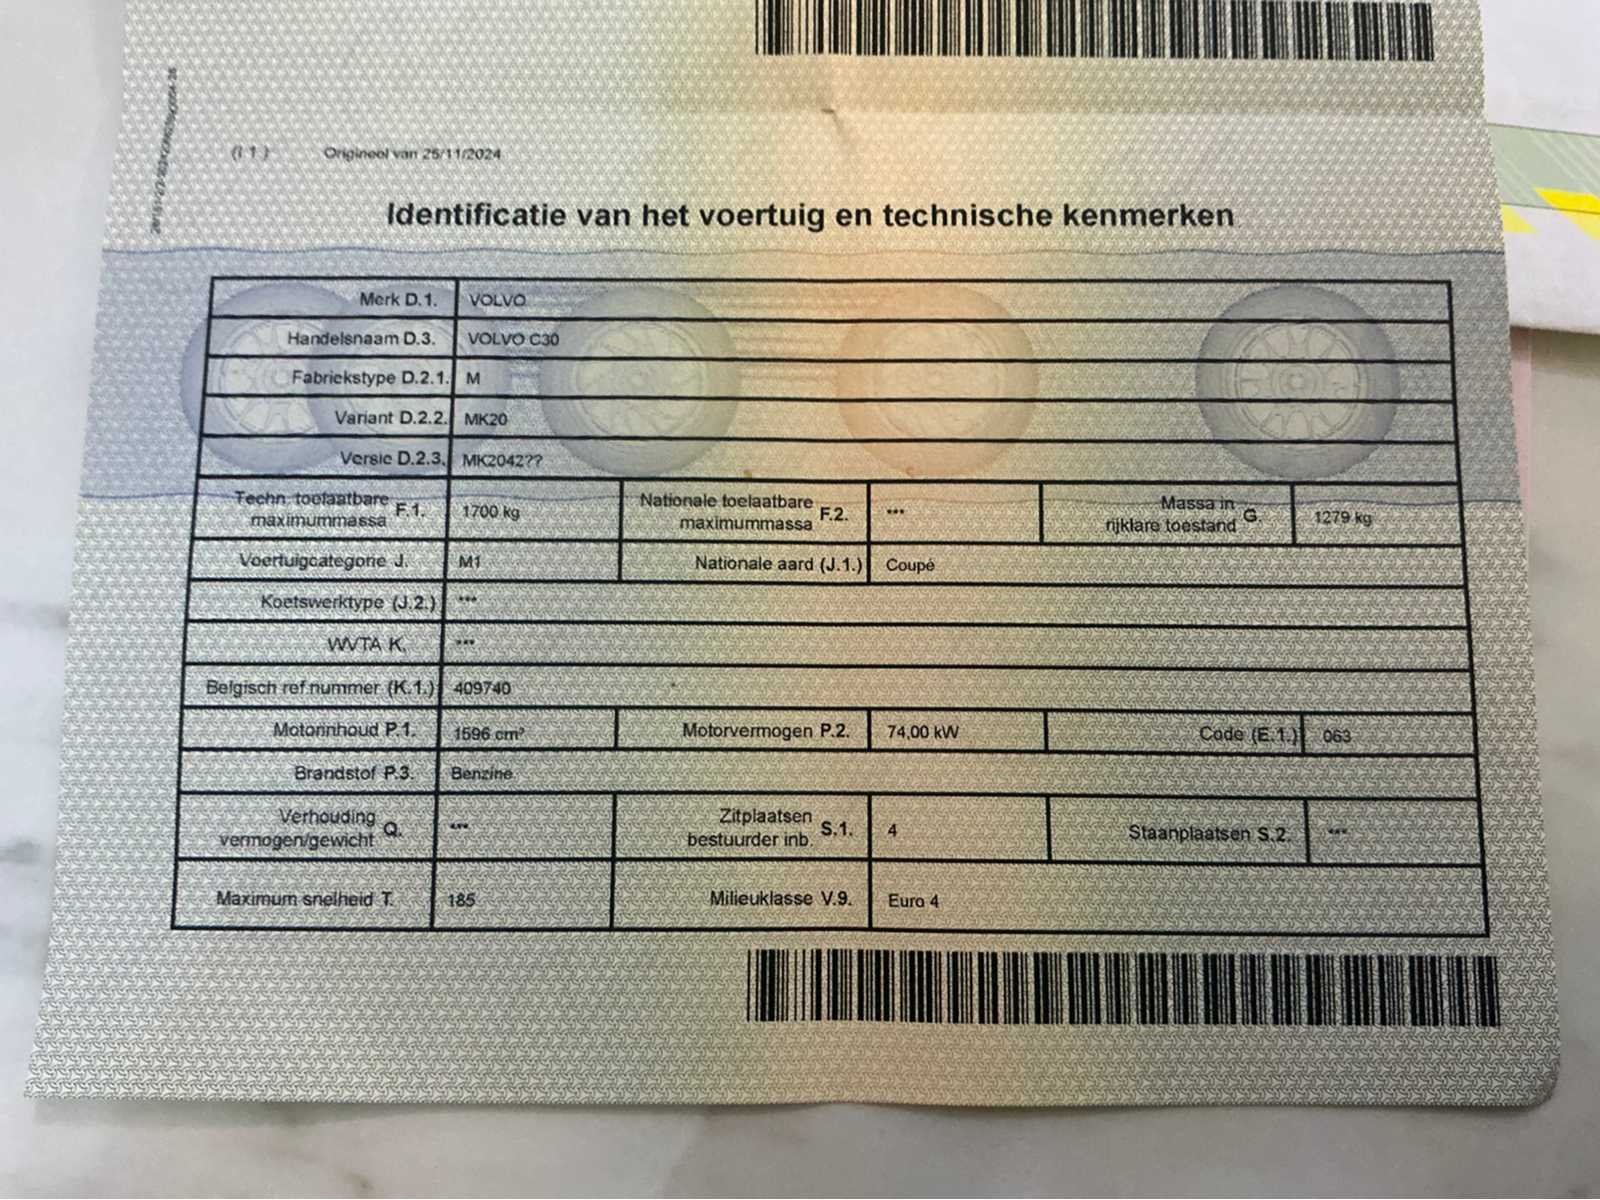 (I 1 ) Origineel van 25/11/2024
Identificatie van het voertuig en technische kenmerken
Merk D.1. VOLVO
Handelsnaam D.3. VOLVO C30
Fabriekstype D.2.1. M
Variant D.2.2. MK20
Versie D.2.3. MK2042??
Techn. toelaatbare maximummassa F.1. 1700 kg Nationale toelaatbare maximummassa F.2. *** Massa in rijklare toestand G. 1279 kg
Voertuigcategorie J. M1 Nationale aard (J.1.) Coupé
Koetswerktype (J.2.) ***
WVTA K. ***
Belgisch ref.nummer (K.1.) 409740
Motorinhoud P.1. 1596 cm³ Motorvermogen P.2. 74,00 kW Code (E.1.) 063
Brandstof P.3. Benzine
Verhouding vermogen/gewicht Q. *** Zitplaatsen bestuurder inb. S.1. 4 Staanplaatsen S.2. ***
Maximum snelheid T. 185 Milieuklasse V.9. Euro 4